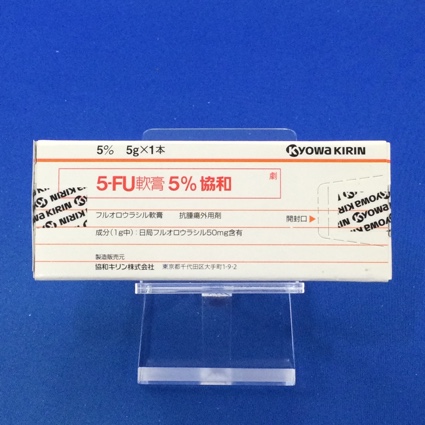 5% 5g×1本
KYOWA KIRIN
5-FU軟膏 5% 協和
劇
フルオロウラシル軟膏 抗腫瘍外用剤
開封口▶
成分(1g中):日局フルオロウラシル50mg含有
製造販売元
協和キリン株式会社 東京都千代田区大手町1-9-2
KYOWA KIRIN
KYOWA KIRIN